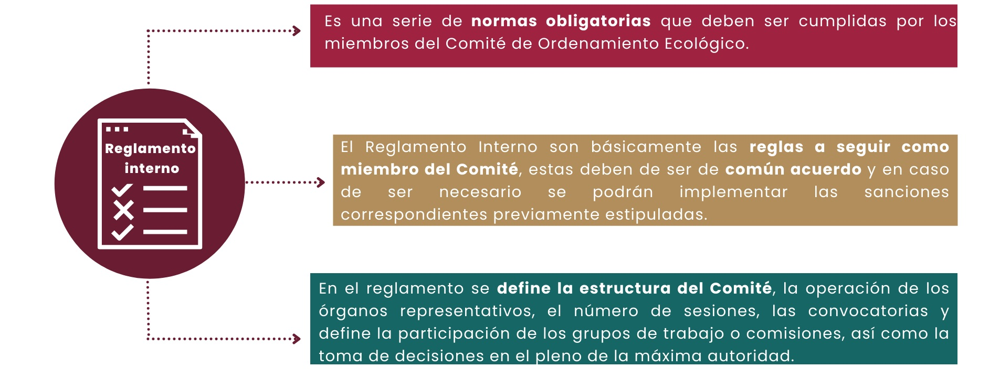 Es una serie de normas obligatorias que deben ser cumplidas por los
miembros del Comité de Ordenamiento Ecológico.
Reglamento
interno
El Reglamento Interno son básicamente las reglas a seguir como
miembro del Comité, estas deben de ser de común acuerdo y en caso
de ser necesario se podrán implementar las sanciones
correspondientes previamente estipuladas.
En el reglamento se define la estructura del Comité, la operación de los
órganos representativos, el número de sesiones, las convocatorias y
define la participación de los grupos de trabajo o comisiones, así como la
toma de decisiones en el pleno de la máxima autoridad.